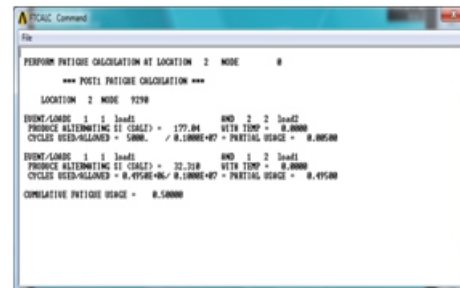 FTCALC Command
File
PERFORM FATIGUE CALCULATION AT LOCATION 2 NODE 0
*** POST1 FATIGUE CALCULATION ***
LOCATION 2 NODE 9290
EVENT/LOADS 1 1 load1 AND 2 2 load2
PRODUCE ALTERNATING SI (SALT) = 177.04 WITH TEMP = 0.0000
CYCLES USED/ALLOWED = 5000. / 0.1000E+07 = PARTIAL USAGE = 0.00500
EVENT/LOADS 1 1 load1 AND 1 2 load1
PRODUCE ALTERNATING SI (SALT) = 32.310 WITH TEMP = 0.0000
CYCLES USED/ALLOWED = 0.4950E+06/ 0.1000E+07 = PARTIAL USAGE = 0.49500
CUMULATIVE FATIGUE USAGE = 0.50000